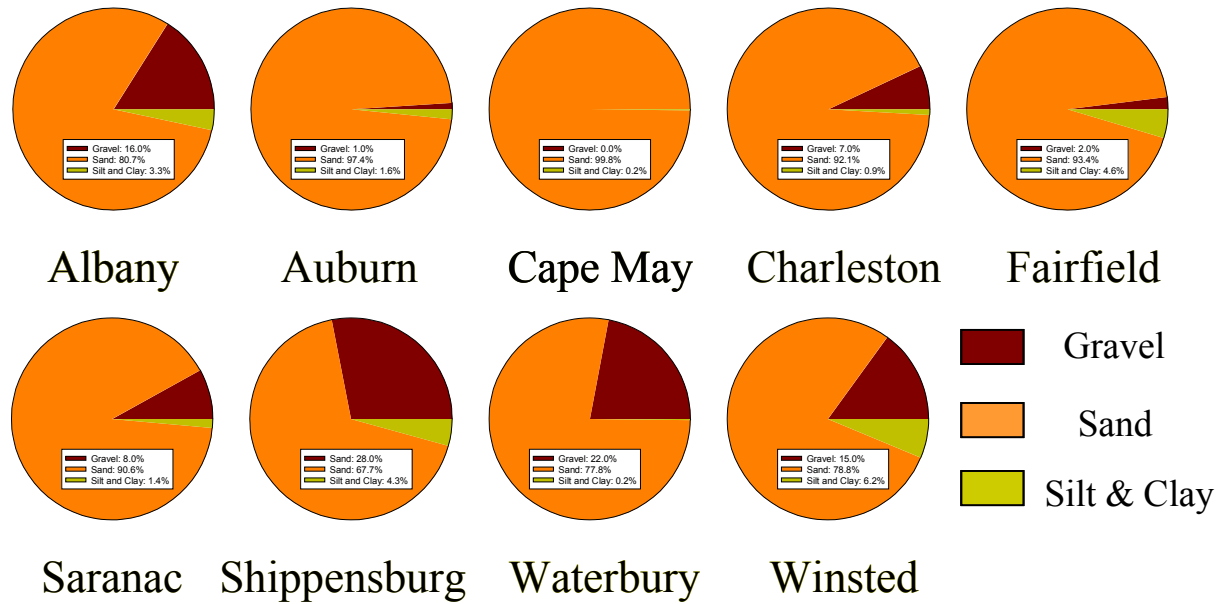 Gravel: 16.0%
Sand: 80.7%
Silt and Clay: 3.3%
Gravel: 1.0%
Sand: 97.4%
Silt and Clayl: 1.6%
Gravel: 0.0%
Sand: 99.8%
Silt and Clay: 0.2%
Gravel: 7.0%
Sand: 92.1%
Silt and Clay: 0.9%
Gravel: 2.0%
Sand: 93.4%
Silt and Clay: 4.6%
Albany
Auburn
Cape May
Charleston
Fairfield
Gravel: 8.0%
Sand: 90.6%
Silt and Clay: 1.4%
Sand: 28.0%
Sand: 67.7%
Silt and Clay: 4.3%
Gravel: 22.0%
Sand: 77.8%
Silt and Clay: 0.2%
Gravel: 15.0%
Sand: 78.8%
Silt and Clay: 6.2%
Gravel
Sand
Silt & Clay
Saranac
Shippensburg
Waterbury
Winsted